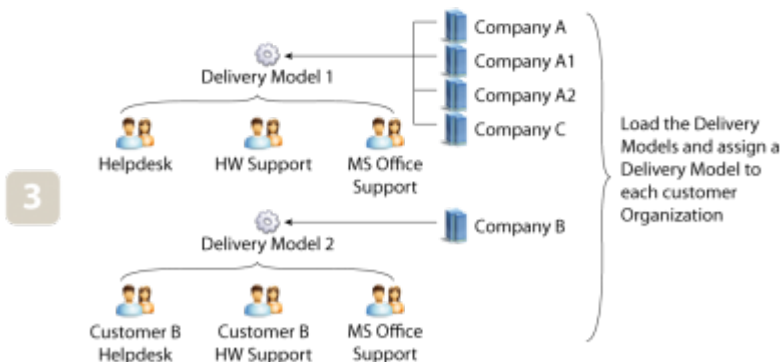 Company A
Company A1
Delivery Model 1
Company A2
Company C
Helpdesk
HW Support
MS Office
Support
Load the Delivery
Models and assign a
Delivery Model to
each customer
Organization
3
Company B
Delivery Model 2
Customer B
Helpdesk
Customer B
HW Support
MS Office
Support